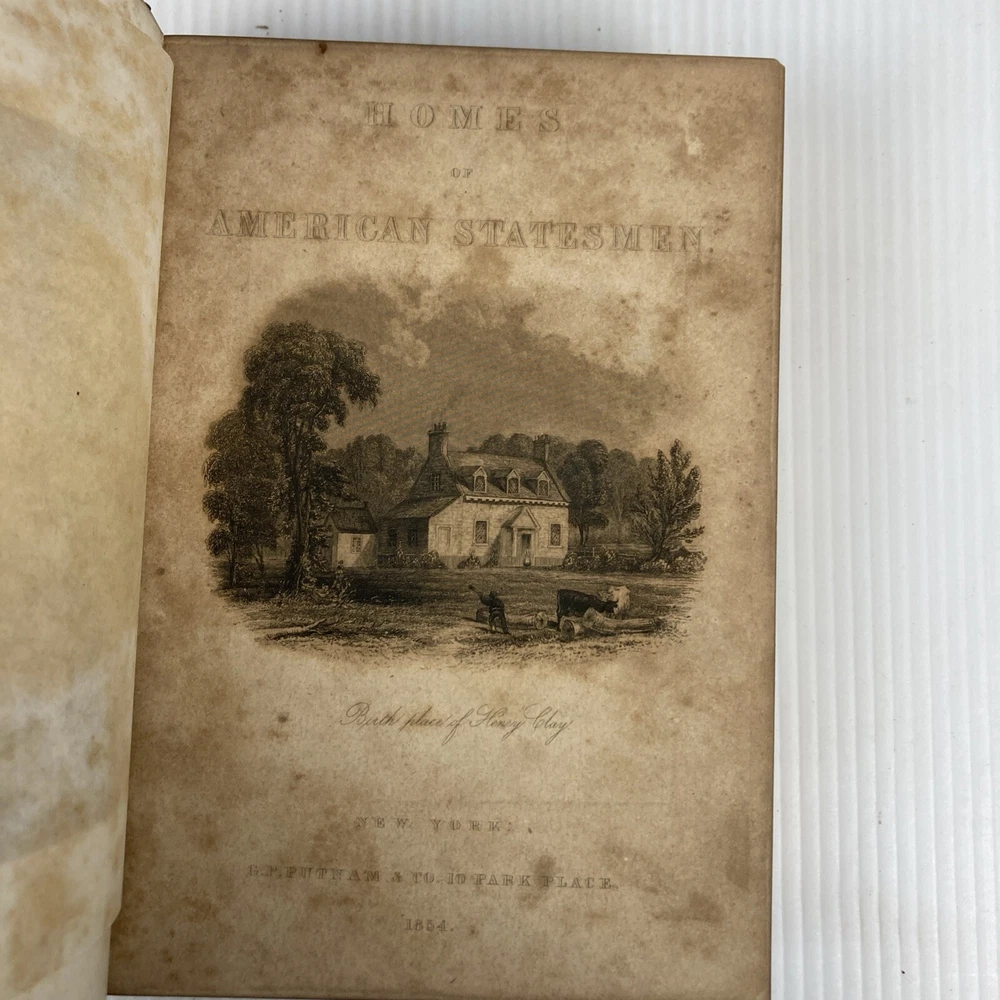 HOMES
OF
AMERICAN STATESMEN.
Birth place of Henry Clay
NEW YORK:
G.P. PUTNAM & CO. 10 PARK PLACE.
1854.